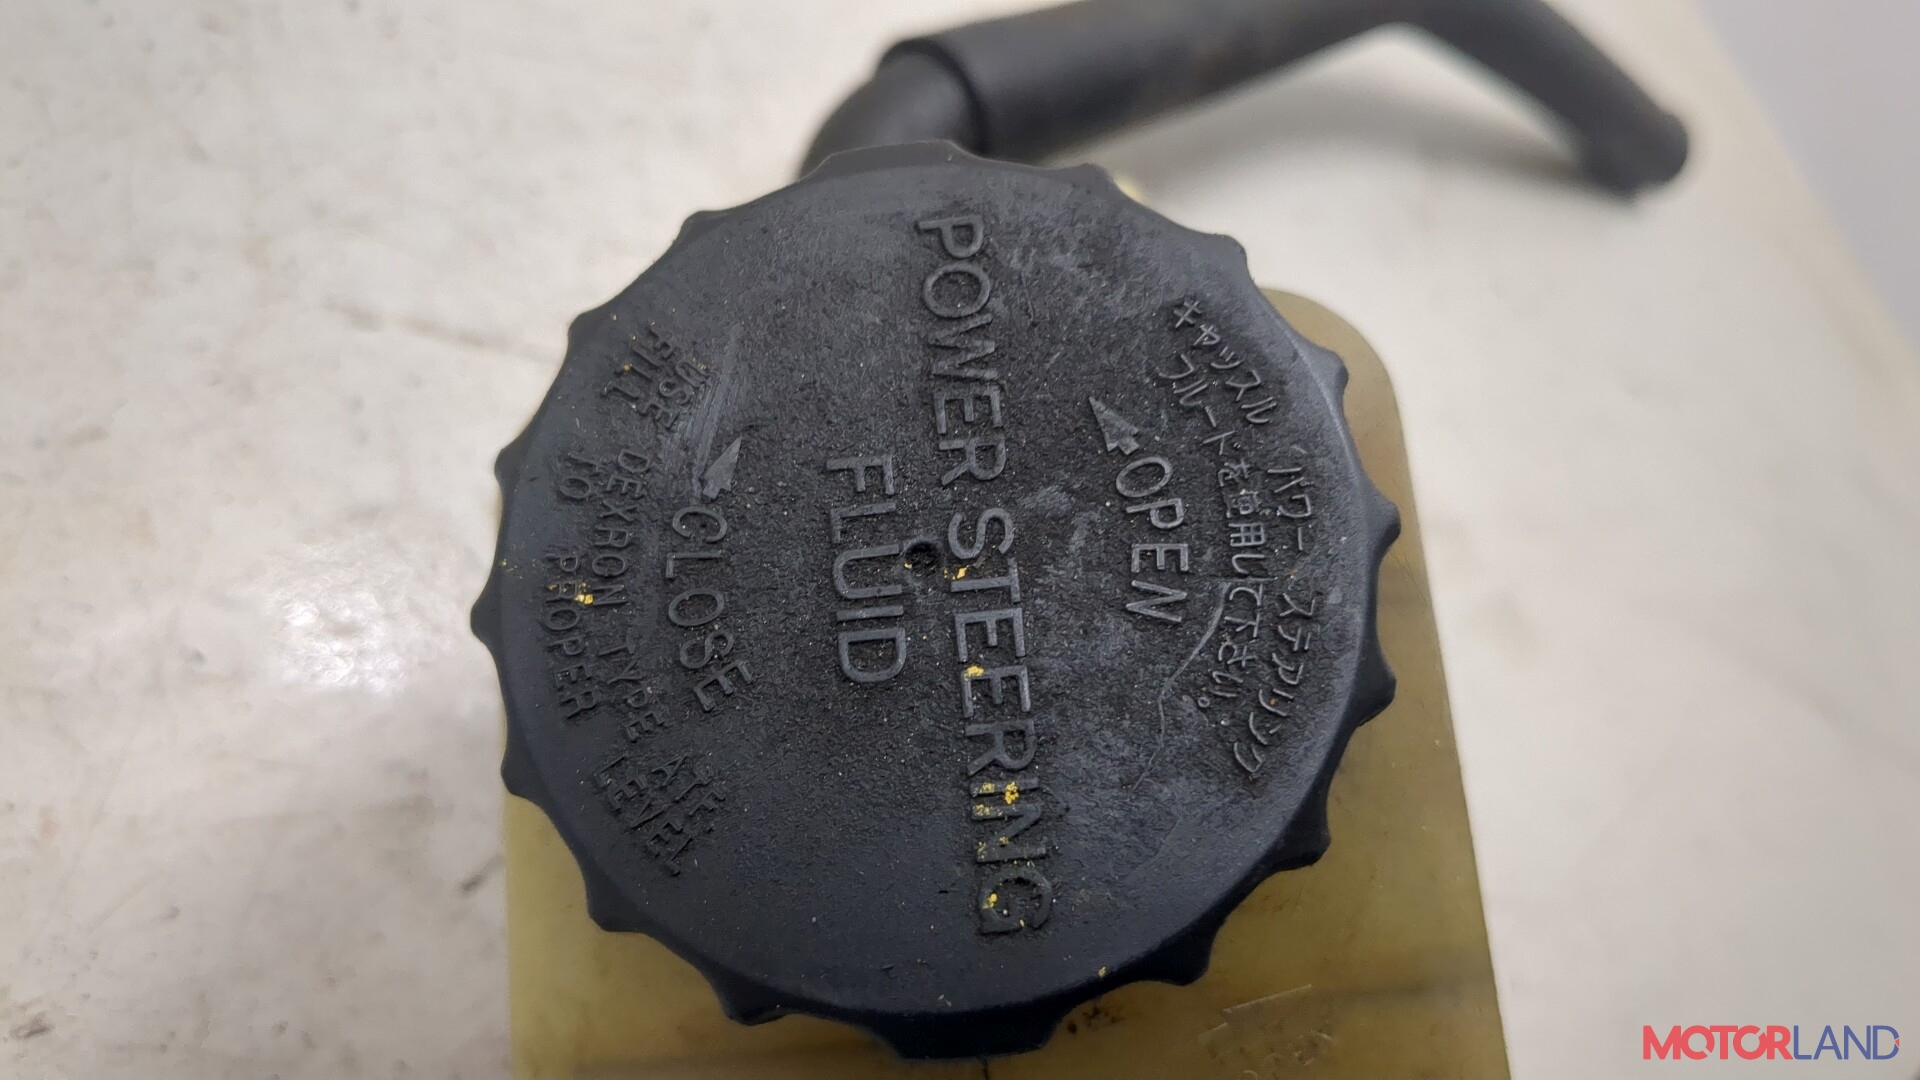 キャッスル パワーステアリング
フルードを使用して下さい。
OPEN
POWER STEERING
FLUID
CLOSE
USE DEXRON TYPE ATF
FILL TO PROPER LEVEL
OPEN
MOTORLAND